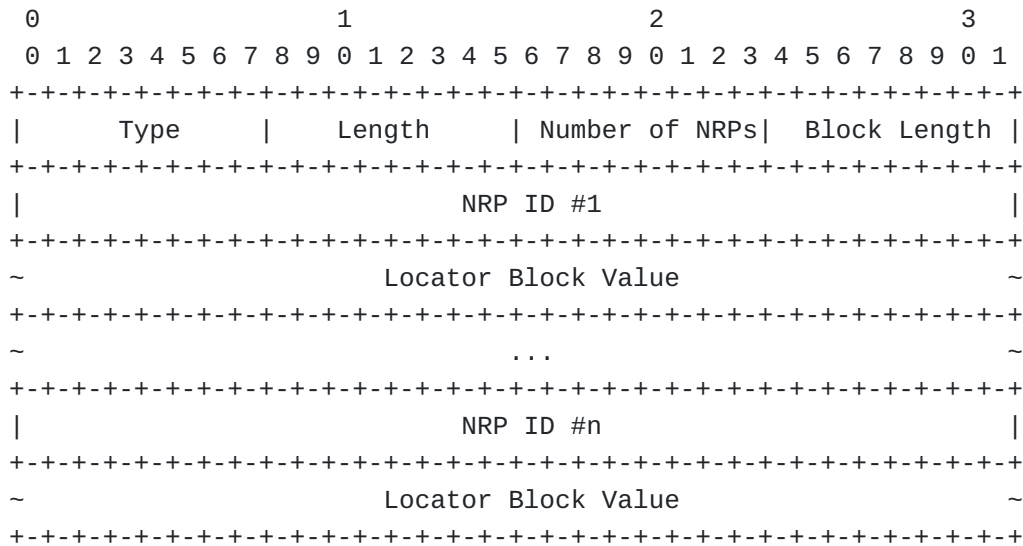 0                   1                   2                   3
 0 1 2 3 4 5 6 7 8 9 0 1 2 3 4 5 6 7 8 9 0 1 2 3 4 5 6 7 8 9 0 1
+-+-+-+-+-+-+-+-+-+-+-+-+-+-+-+-+-+-+-+-+-+-+-+-+-+-+-+-+-+-+-+-+
|      Type     |    Length     | Number of NRPs|  Block Length |
+-+-+-+-+-+-+-+-+-+-+-+-+-+-+-+-+-+-+-+-+-+-+-+-+-+-+-+-+-+-+-+-+
|                            NRP ID #1                          |
+-+-+-+-+-+-+-+-+-+-+-+-+-+-+-+-+-+-+-+-+-+-+-+-+-+-+-+-+-+-+-+-+
~                       Locator Block Value                     ~
+-+-+-+-+-+-+-+-+-+-+-+-+-+-+-+-+-+-+-+-+-+-+-+-+-+-+-+-+-+-+-+-+
~                               ...                             ~
+-+-+-+-+-+-+-+-+-+-+-+-+-+-+-+-+-+-+-+-+-+-+-+-+-+-+-+-+-+-+-+-+
|                            NRP ID #n                          |
+-+-+-+-+-+-+-+-+-+-+-+-+-+-+-+-+-+-+-+-+-+-+-+-+-+-+-+-+-+-+-+-+
~                       Locator Block Value                     ~
+-+-+-+-+-+-+-+-+-+-+-+-+-+-+-+-+-+-+-+-+-+-+-+-+-+-+-+-+-+-+-+-+